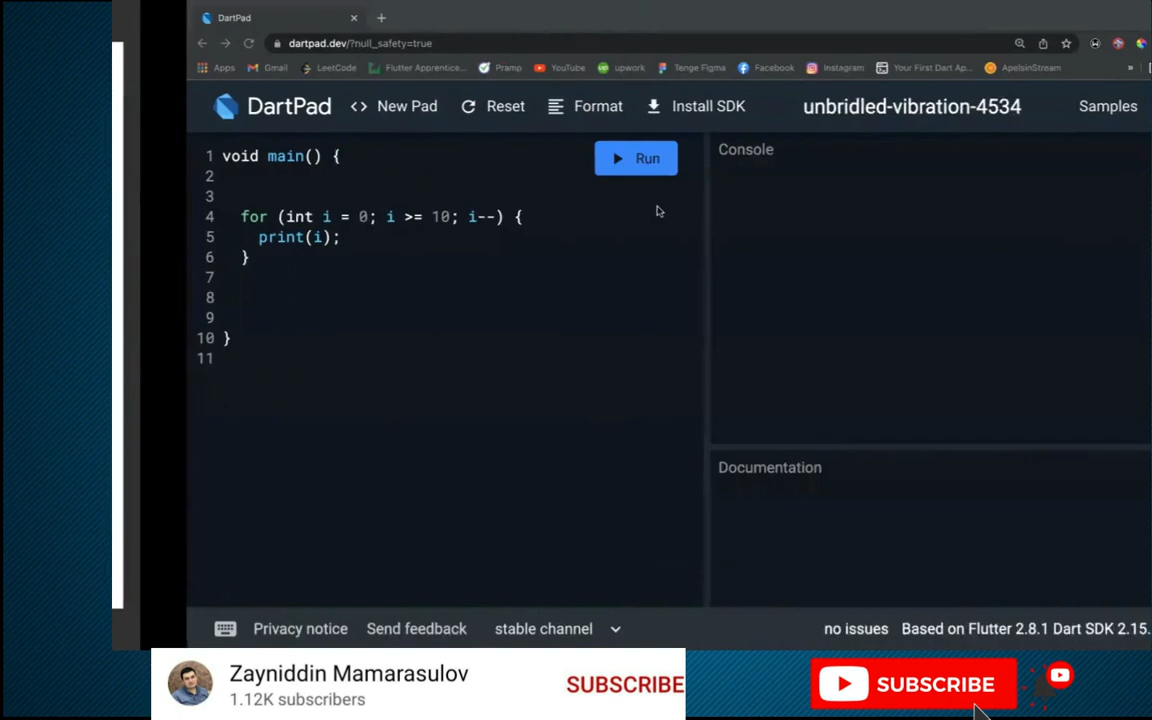 DartPad
dartpad.dev/?null_safety=true
Apps Gmail LeetCode Flutter Apprentice... Pramp YouTube upwork Tenge Figma Facebook Instagram Your First Dart Ap... ApelsinStream »
DartPad <> New Pad Reset Format Install SDK unbridled-vibration-4534 Samples
Run
Console
1 void main() {
2
3
4 for (int i = 0; i >= 10; i--) {
5 print(i);
6 }
7
8
9
10 }
11
Documentation
Privacy notice Send feedback stable channel no issues Based on Flutter 2.8.1 Dart SDK 2.15.
Zayniddin Mamarasulov
1.12K subscribers
SUBSCRIBE
SUBSCRIBE